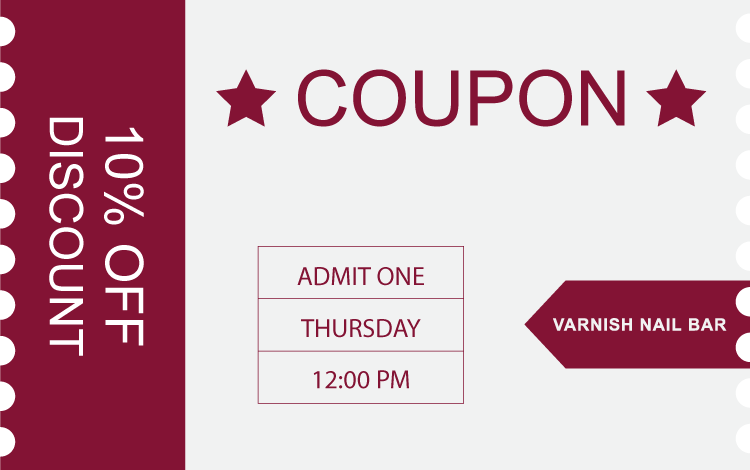 10% OFF
DISCOUNT
COUPON
ADMIT ONE
THURSDAY
12:00 PM
VARNISH NAIL BAR